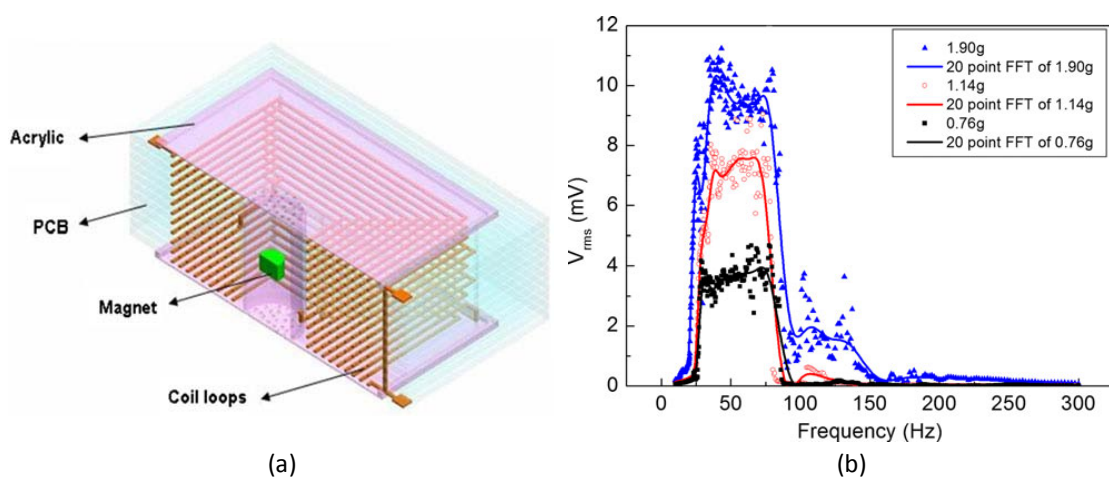 Acrylic
PCB
Magnet
Coil loops
(a)
12
10
8
6
4
2
0
V_rms (mV)
1.90g
20 point FFT of 1.90g
1.14g
20 point FFT of 1.14g
0.76g
20 point FFT of 0.76g
0 50 100 150 200 250 300
Frequency (Hz)
(b)